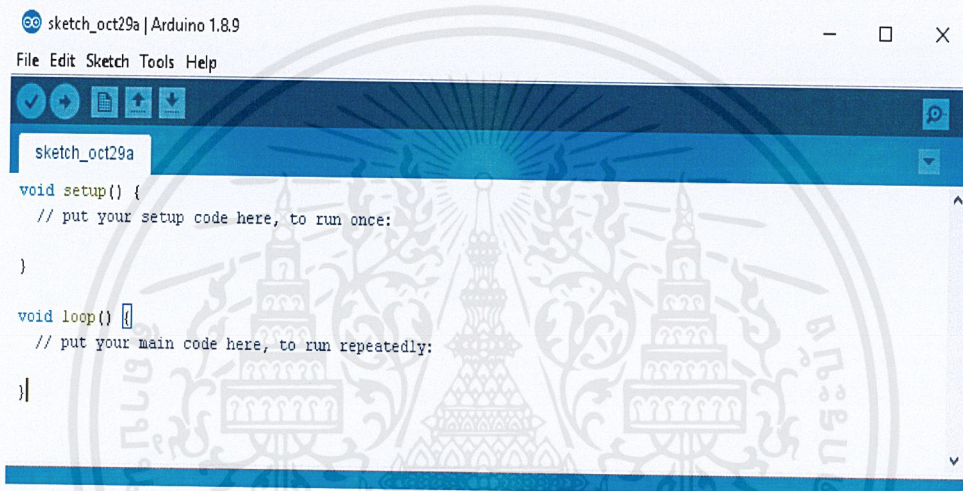 sketch_oct29a | Arduino 1.8.9
File Edit Sketch Tools Help
sketch_oct29a
void setup() {
  // put your setup code here, to run once:
}
void loop() {
  // put your main code here, to run repeatedly:
}